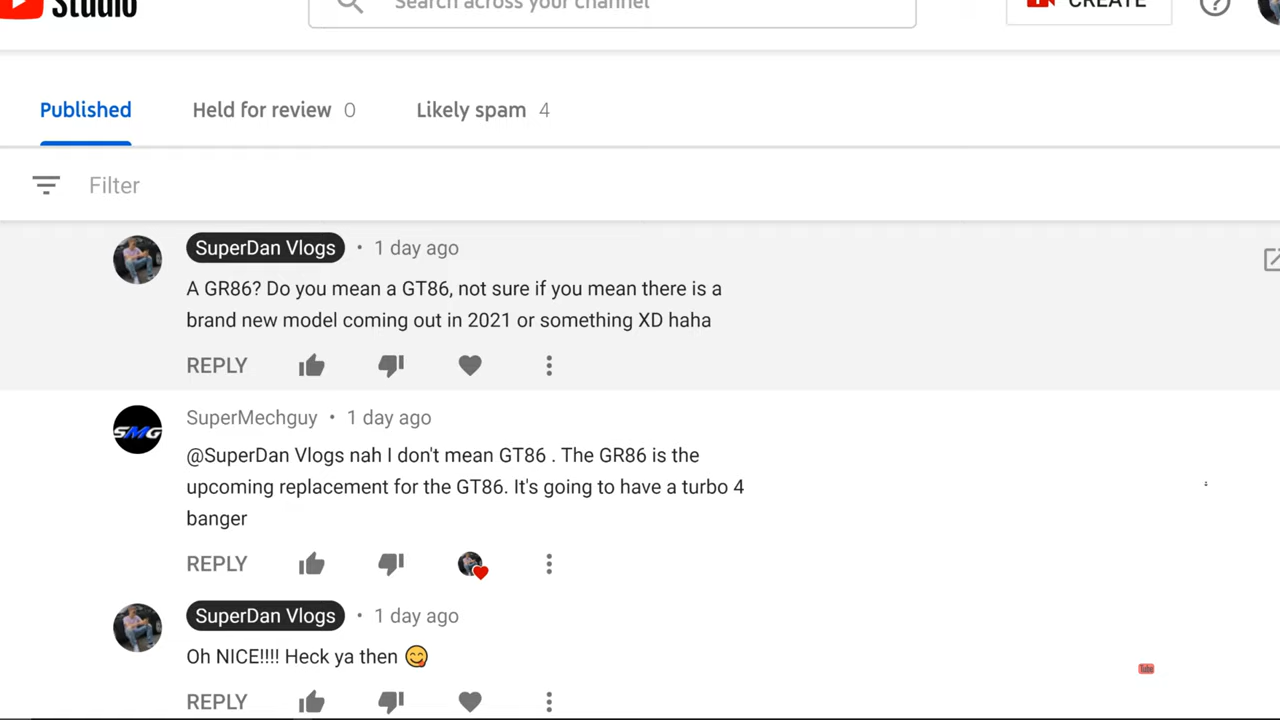 Studio
Search across your channel
CREATE
?
Published
Held for review 0
Likely spam 4
Filter
SuperDan Vlogs • 1 day ago
A GR86? Do you mean a GT86, not sure if you mean there is a
brand new model coming out in 2021 or something XD haha
REPLY
SMG
SuperMechguy • 1 day ago
@SuperDan Vlogs nah I don't mean GT86 . The GR86 is the
upcoming replacement for the GT86. It's going to have a turbo 4
banger
REPLY
SuperDan Vlogs • 1 day ago
Oh NICE!!!! Heck ya then 😋
REPLY
Tube